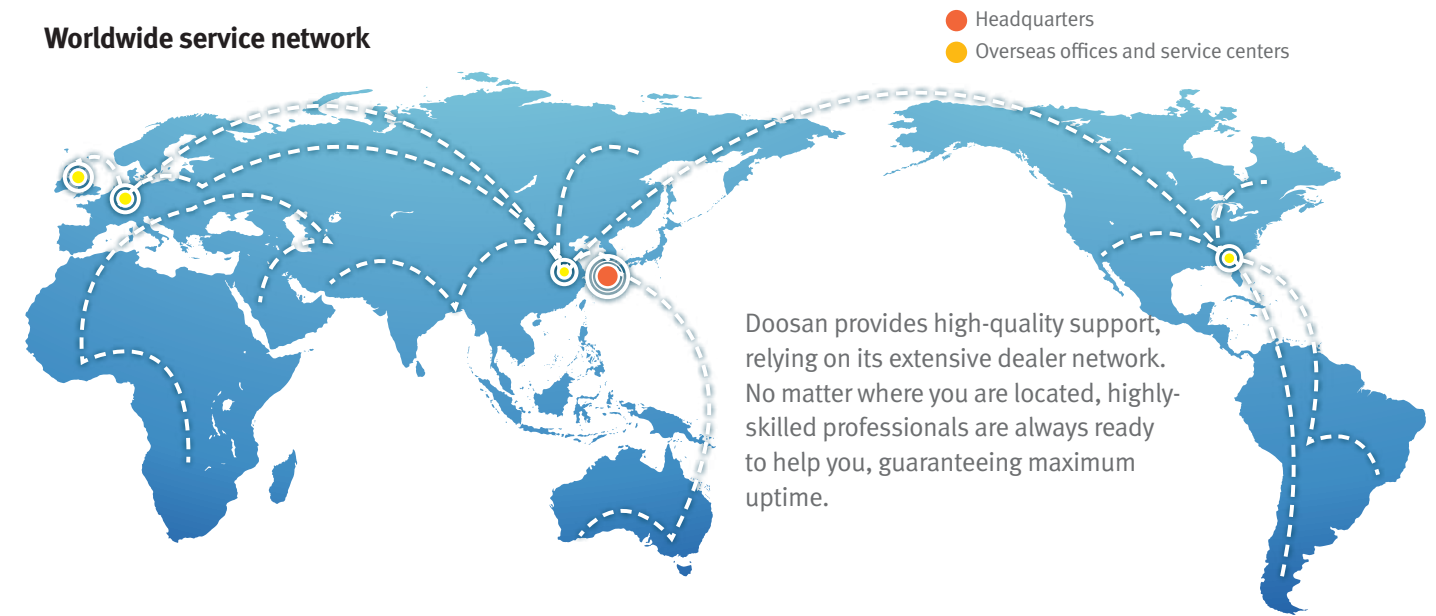 Worldwide service network
Headquarters
Overseas offices and service centers
Doosan provides high-quality support,
relying on its extensive dealer network.
No matter where you are located, highly-
skilled professionals are always ready
to help you, guaranteeing maximum
uptime.